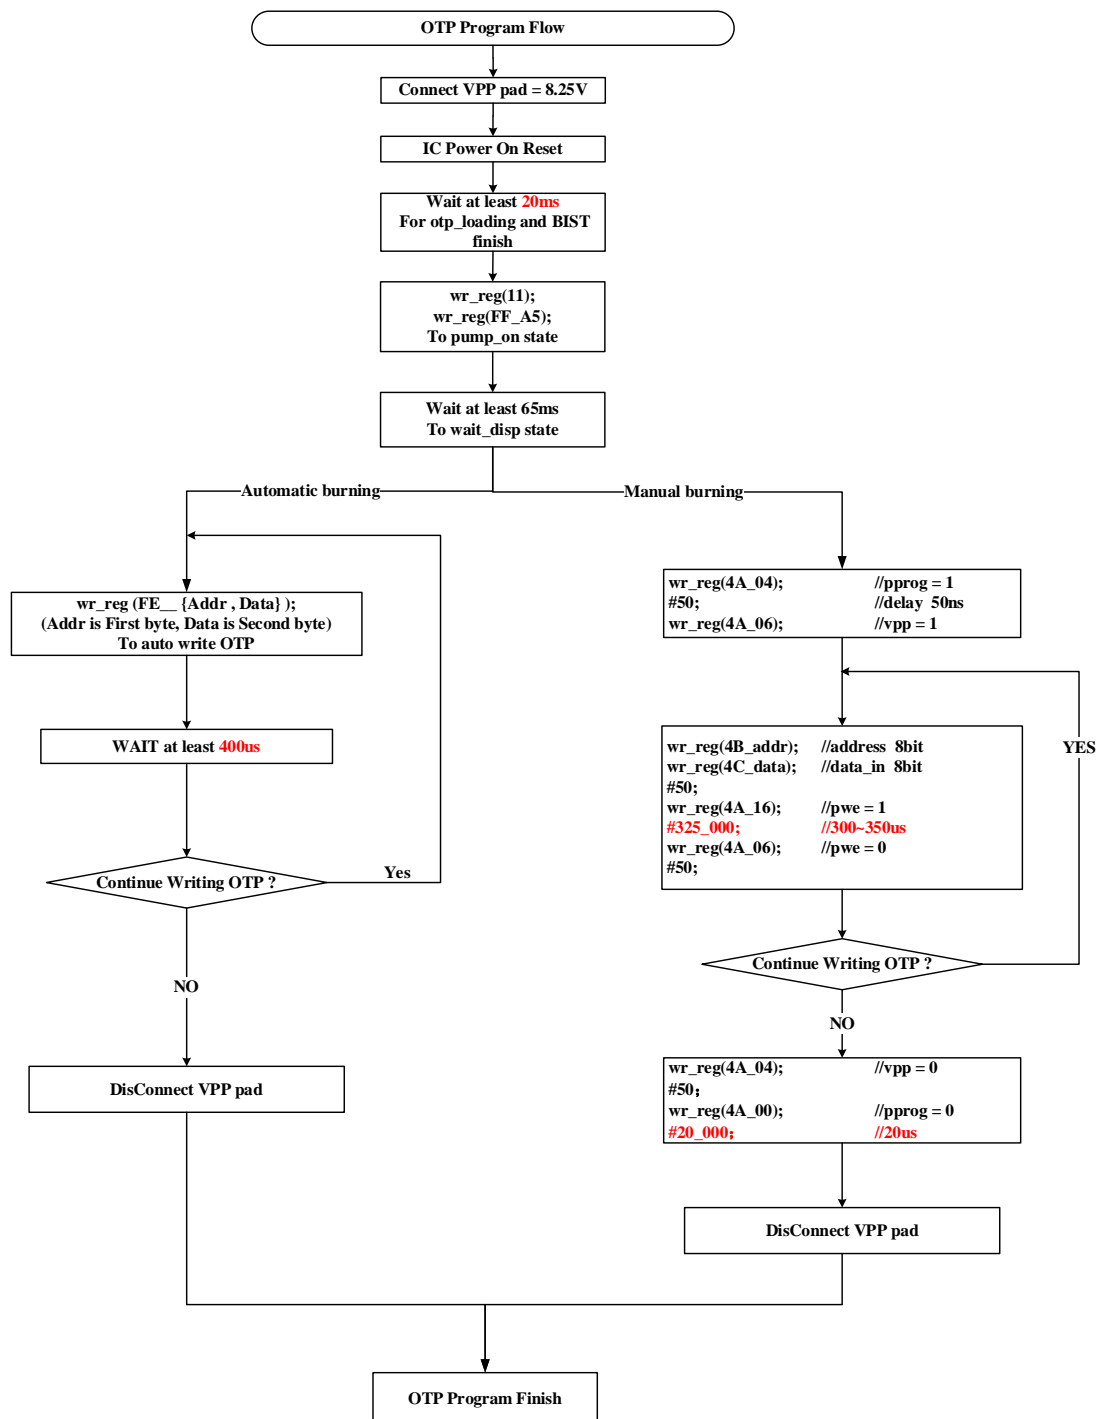 OTP Program Flow
Connect VPP pad = 8.25V
IC Power On Reset
Wait at least 20ms
For otp_loading and BIST
finish
wr_reg(11);
wr_reg(FF_A5);
To pump_on state
Wait at least 65ms
To wait_disp state
Automatic burning
Manual burning
wr_reg (FE__ {Addr , Data} );
(Addr is First byte, Data is Second byte)
To auto write OTP
WAIT at least 400us
Continue Writing OTP ?
Yes
NO
DisConnect VPP pad
wr_reg(4A_04); //pprog = 1
#50; //delay 50ns
wr_reg(4A_06); //vpp = 1
wr_reg(4B_addr); //address 8bit
wr_reg(4C_data); //data_in 8bit
#50;
wr_reg(4A_16); //pwe = 1
#325_000; //300~350us
wr_reg(4A_06); //pwe = 0
#50;
YES
Continue Writing OTP ?
NO
wr_reg(4A_04); //vpp = 0
#50；
wr_reg(4A_00); //pprog = 0
#20_000； //20us
DisConnect VPP pad
OTP Program Finish